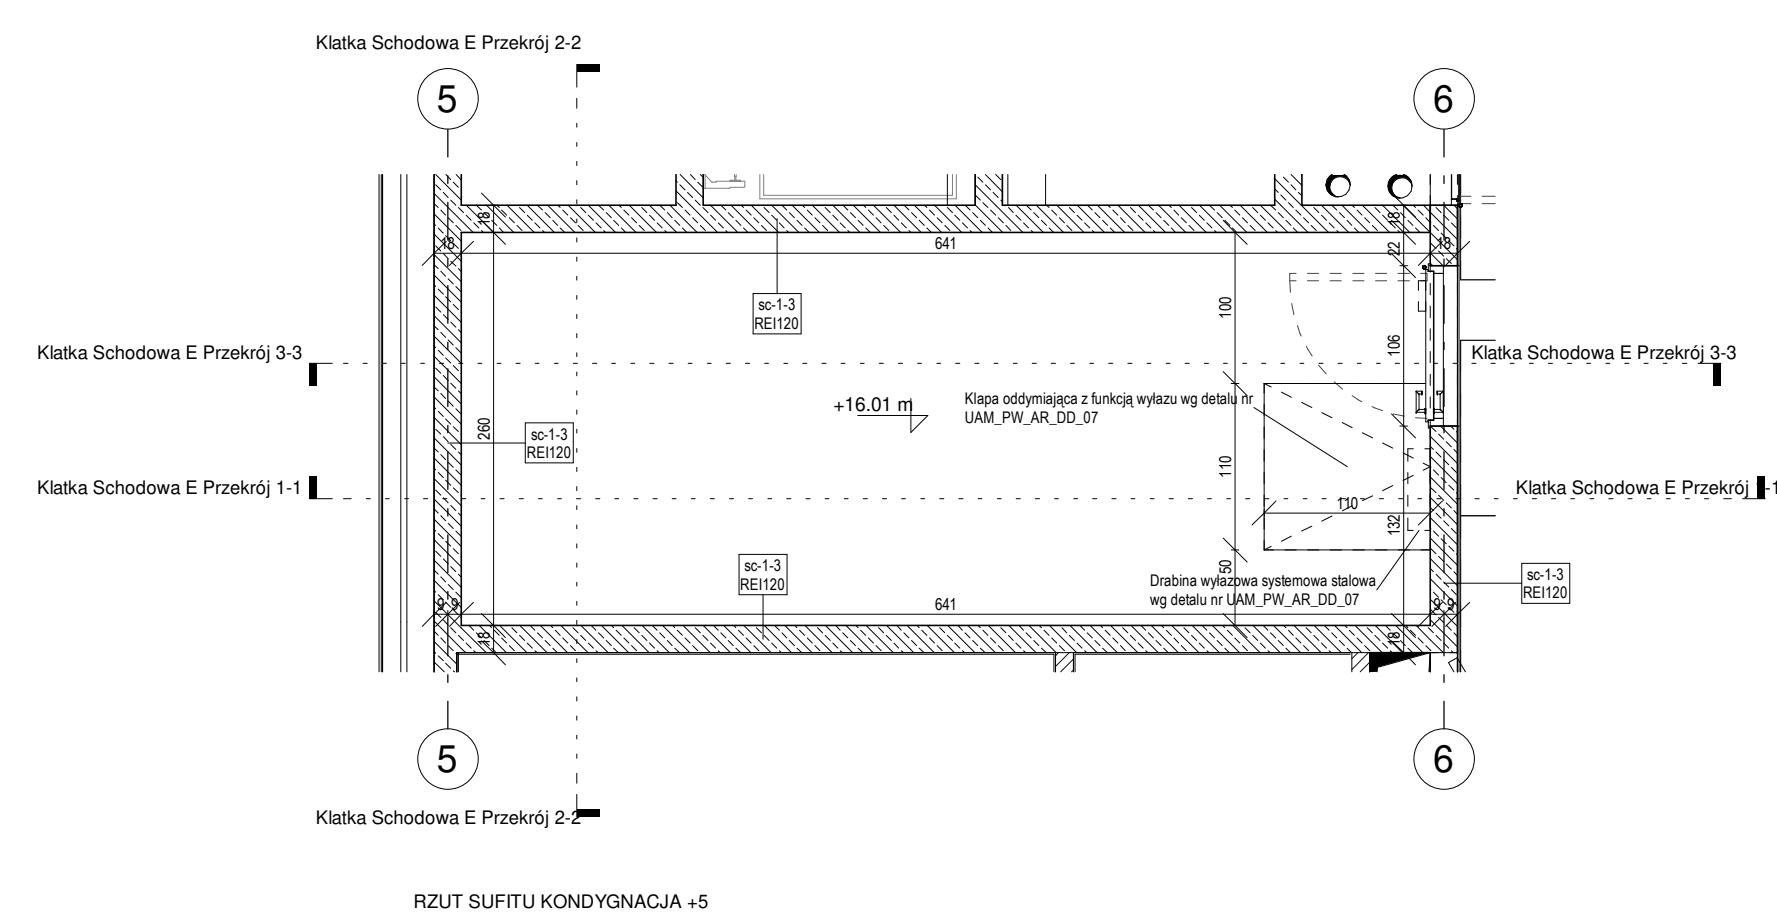 Klatka Schodowa E Przekrój 2-2
5
6
18
18
18
641
18
22
sc-1-3
REI120
100
106
Klatka Schodowa E Przekrój 3-3
Klatka Schodowa E Przekrój 3-3
+16.01 m
Klapa oddymiająca z funkcją wyłazu wg detalu nr
UAM_PW_AR_DD_07
260
sc-1-3
REI120
110
Klatka Schodowa E Przekrój 1-1
Klatka Schodowa E Przekrój 1-1
110
132
sc-1-3
REI120
50
Drabina wyłazowa systemowa stalowa
wg detalu nr UAM_PW_AR_DD_07
sc-1-3
REI120
9 9
641
9 9
18
18
5
6
Klatka Schodowa E Przekrój 2-2
RZUT SUFITU KONDYGNACJA +5